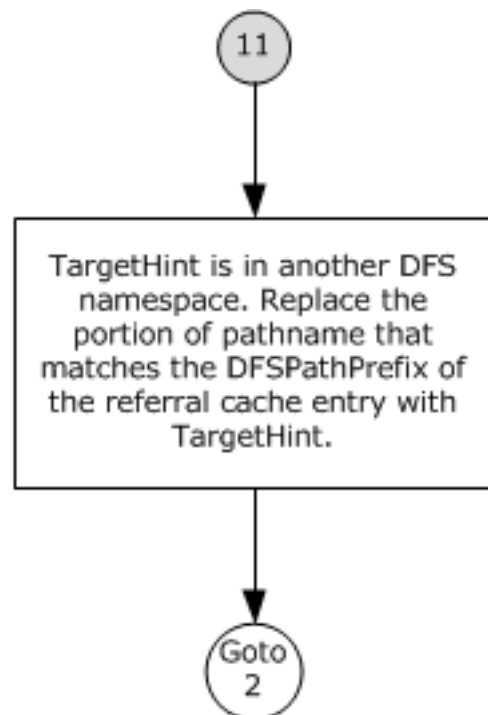 11
TargetHint is in another DFS
namespace. Replace the
portion of pathname that
matches the DFSPathPrefix of
the referral cache entry with
TargetHint.
Goto
2